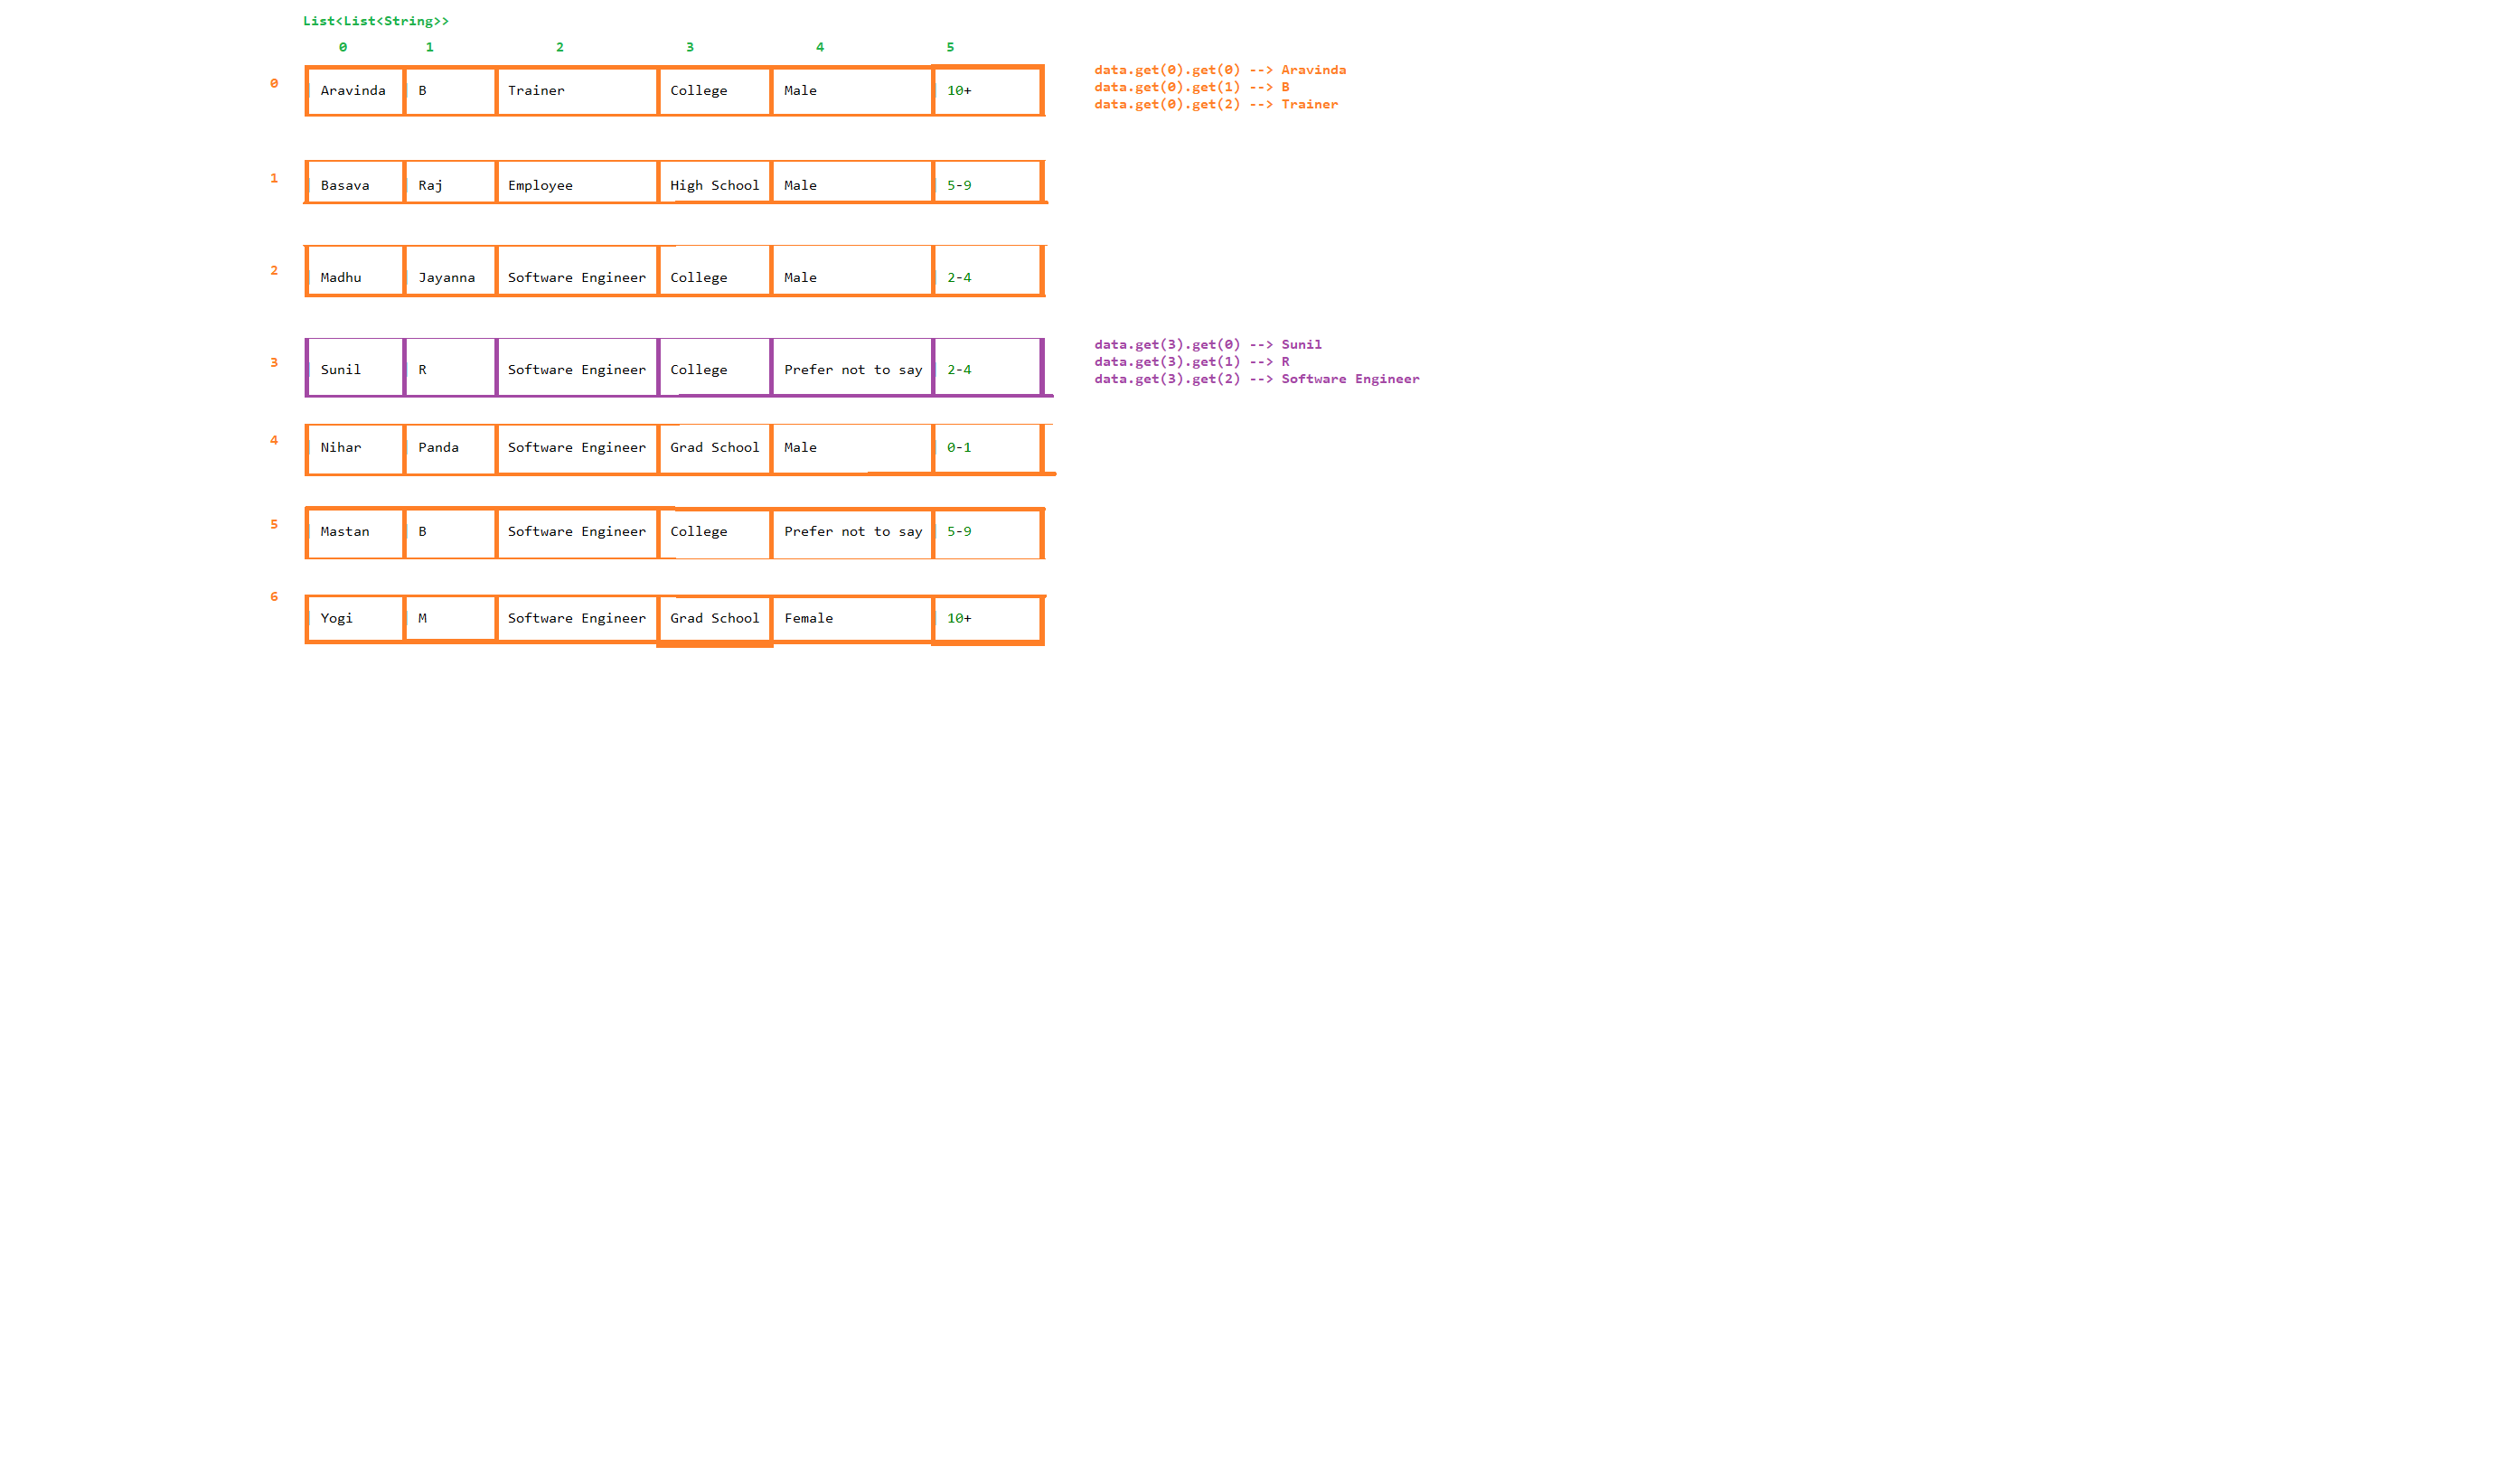 List<List<String>>
0 1 2 3 4 5
0 Aravinda B Trainer College Male 10+
data.get(0).get(0) --> Aravinda
data.get(0).get(1) --> B
data.get(0).get(2) --> Trainer
1 Basava Raj Employee High School Male 5-9
2 Madhu Jayanna Software Engineer College Male 2-4
3 Sunil R Software Engineer College Prefer not to say 2-4
data.get(3).get(0) --> Sunil
data.get(3).get(1) --> R
data.get(3).get(2) --> Software Engineer
4 Nihar Panda Software Engineer Grad School Male 0-1
5 Mastan B Software Engineer College Prefer not to say 5-9
6 Yogi M Software Engineer Grad School Female 10+